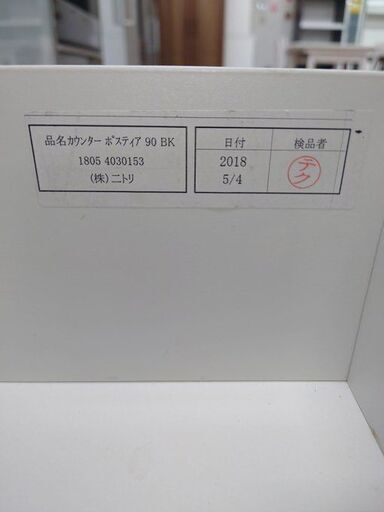 品名カウンター ポスティア 90 BK
1805 4030153
(株)ニトリ
日付
検品者
2018
5/4
テク